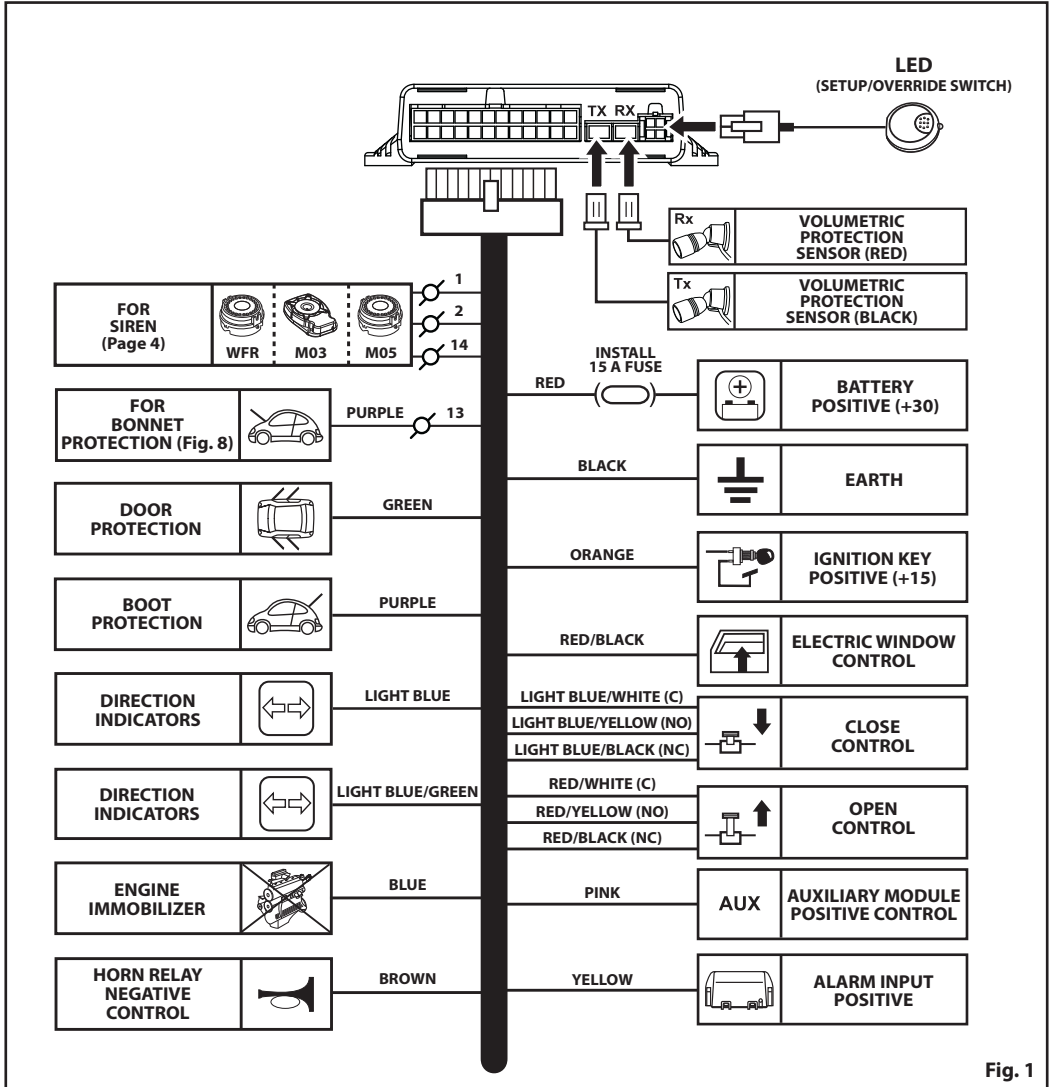 LED
(SETUP/OVERRIDE SWITCH)
TX RX
Rx
VOLUMETRIC
PROTECTION
SENSOR (RED)
Tx
VOLUMETRIC
PROTECTION
SENSOR (BLACK)
FOR
SIREN
(Page 4)
WFR
M03
M05
1
2
14
FOR
BONNET
PROTECTION (Fig. 8)
PURPLE
13
DOOR
PROTECTION
GREEN
BOOT
PROTECTION
PURPLE
DIRECTION
INDICATORS
LIGHT BLUE
DIRECTION
INDICATORS
LIGHT BLUE/GREEN
ENGINE
IMMOBILIZER
BLUE
HORN RELAY
NEGATIVE
CONTROL
BROWN
INSTALL
15 A FUSE
RED
BATTERY
POSITIVE (+30)
BLACK
EARTH
ORANGE
IGNITION KEY
POSITIVE (+15)
RED/BLACK
ELECTRIC WINDOW
CONTROL
LIGHT BLUE/WHITE (C)
LIGHT BLUE/YELLOW (NO)
LIGHT BLUE/BLACK (NC)
CLOSE
CONTROL
RED/WHITE (C)
RED/YELLOW (NO)
RED/BLACK (NC)
OPEN
CONTROL
PINK
AUX
AUXILIARY MODULE
POSITIVE CONTROL
YELLOW
ALARM INPUT
POSITIVE
Fig. 1